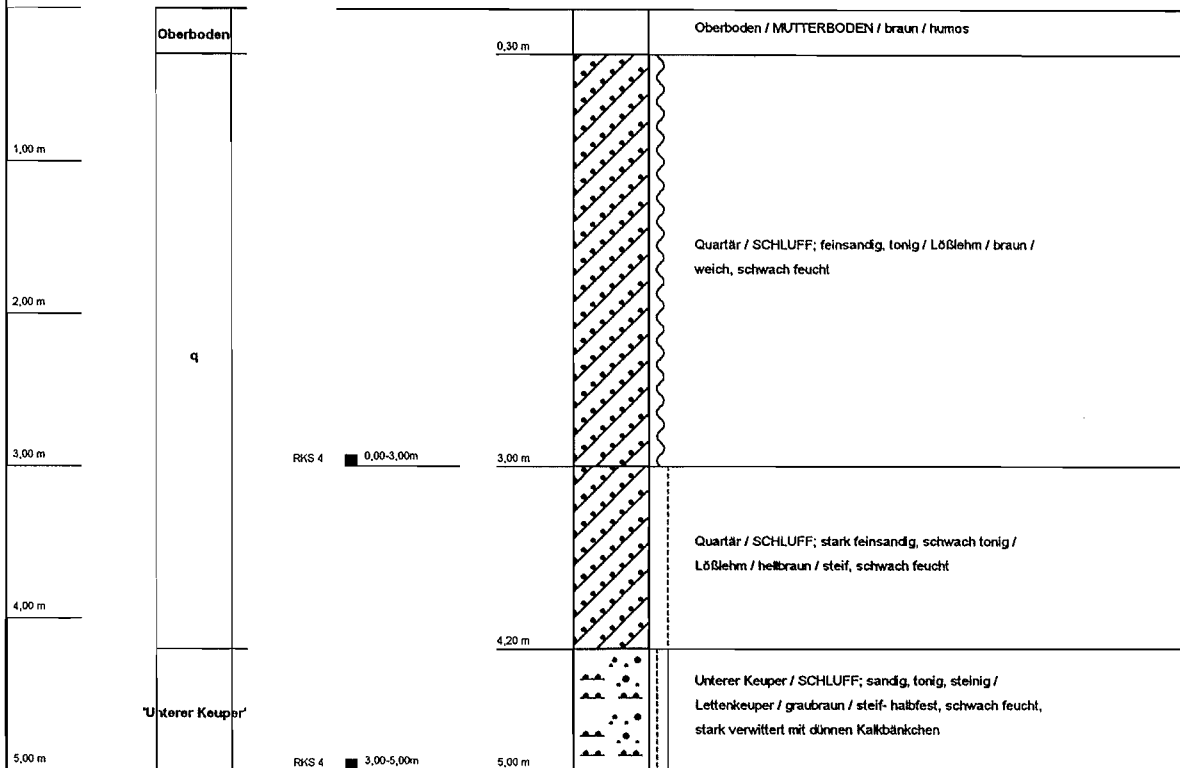 Oberboden
Oberboden / MUTTERBODEN / braun / humos
0,30 m
1,00 m
Quartär / SCHLUFF; feinsandig, tonig / Lößlehm / braun /
weich, schwach feucht
2,00 m
q
3,00 m
RKS 4 0,00-3,00m
3,00 m
Quartär / SCHLUFF; stark feinsandig, schwach tonig /
Lößlehm / hellbraun / steif, schwach feucht
4,00 m
4,20 m
Unterer Keuper / SCHLUFF; sandig, tonig, steinig /
Lettenkeuper / graubraun / steif- halbfest, schwach feucht,
stark verwittert mit dünnen Kalkbänkchen
"Unterer Keuper"
5,00 m
RKS 4 3,00-5,00m
5,00 m